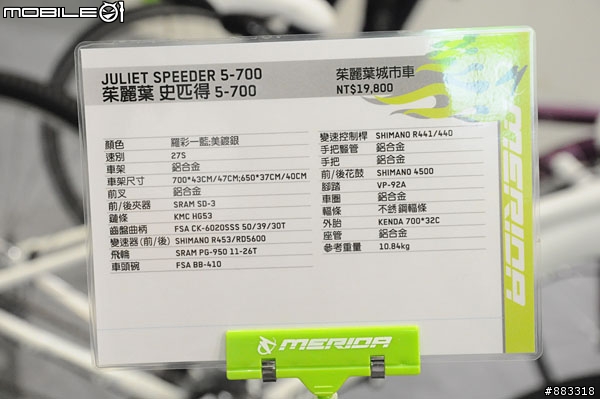 MOBILE01
JULIET SPEEDER 5-700
茱麗葉 史匹得 5-700
茱麗葉城市車
NT$19,800
顏色 羅彩一藍;美鍍銀
速別 27S
車架 鋁合金
車架尺寸 700*43CM/47CM;650*37CM/40CM
前叉 鋁合金
前/後夾器 SRAM SD-3
鏈條 KMC HG53
齒盤曲柄 FSA CK-6020SSS 50/39/30T
變速器(前/後) SHIMANO R453/RD5600
飛輪 SRAM PG-950 11-26T
車頭碗 FSA BB-410
變速控制桿 SHIMANO R441/440
手把豎管 鋁合金
手把 鋁合金
前/後花鼓 SHIMANO 4500
腳踏 VP-92A
車圈 鋁合金
輻條 不銹鋼輻條
外胎 KENDA 700*32C
座管 鋁合金
參考重量 10.84kg
MERIDA
MERIDA
#883318